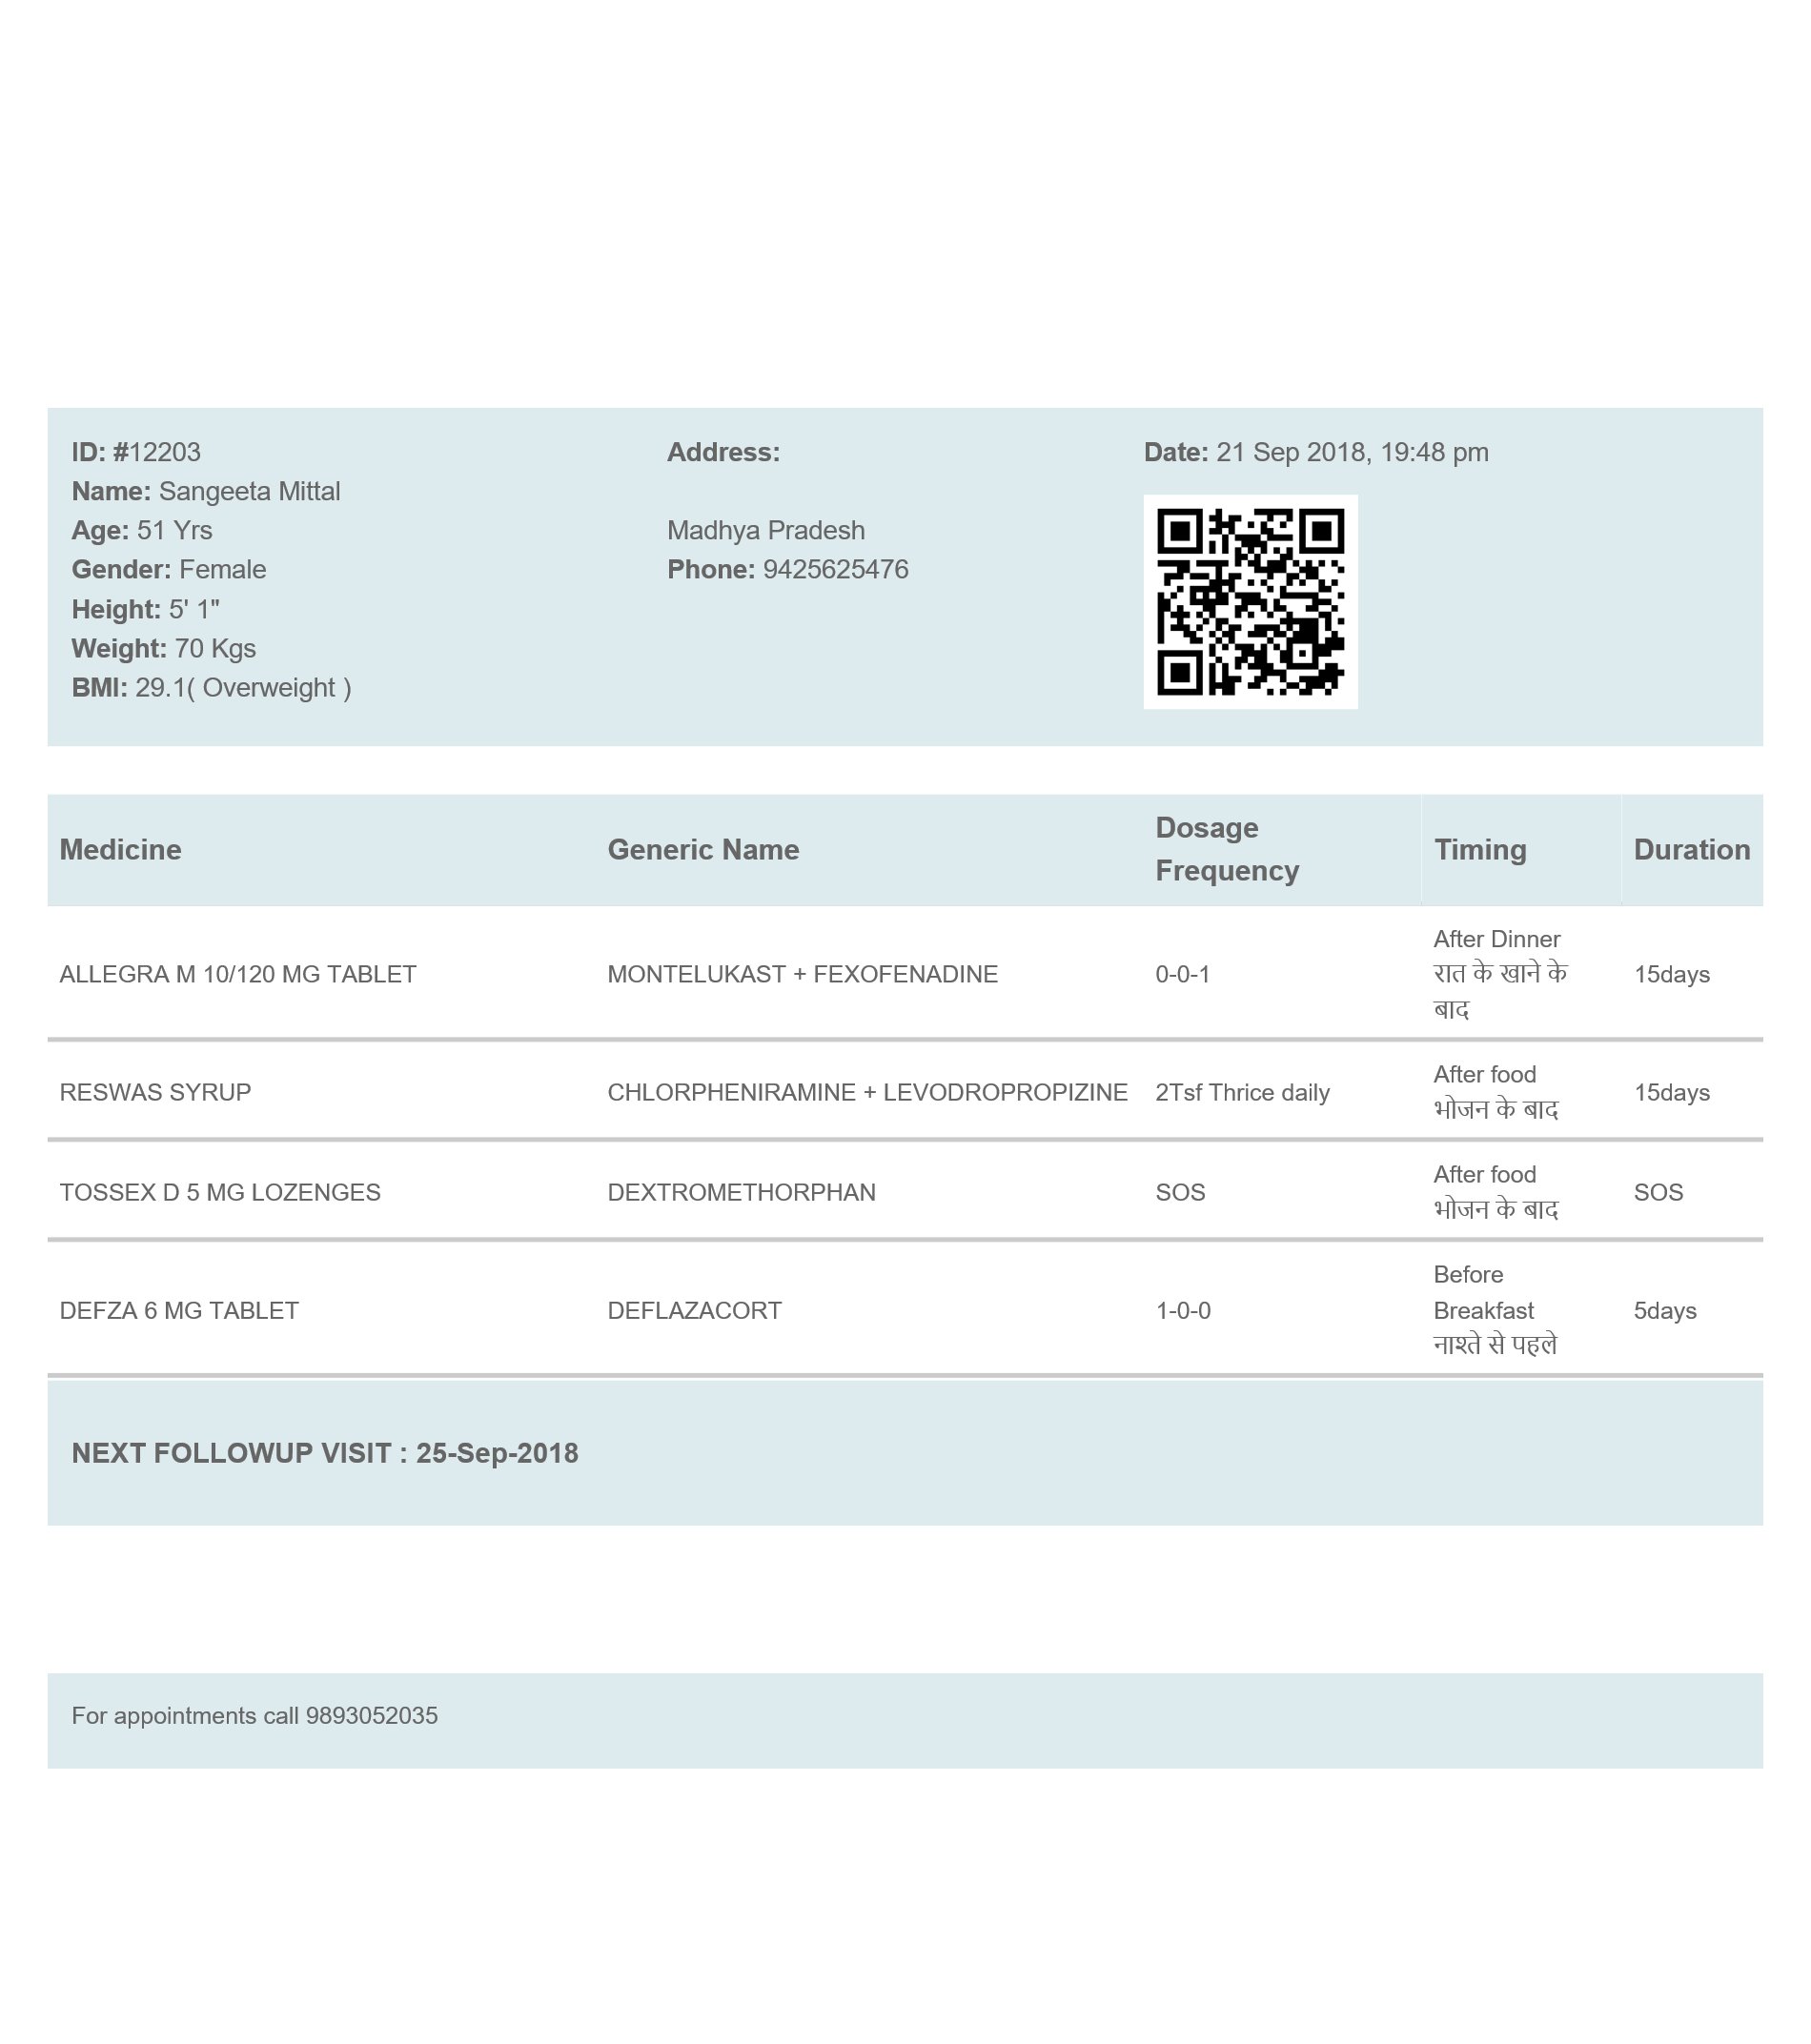 ID: #12203
Name: Sangeeta Mittal
Age: 51 Yrs
Gender: Female
Height: 5' 1"
Weight: 70 Kgs
BMI: 29.1( Overweight )
Address:
Madhya Pradesh
Phone: 9425625476
Date: 21 Sep 2018, 19:48 pm
Medicine Generic Name Dosage Frequency Timing Duration
ALLEGRA M 10/120 MG TABLET MONTELUKAST + FEXOFENADINE 0-0-1 After Dinner रात के खाने के बाद 15days
RESWAS SYRUP CHLORPHENIRAMINE + LEVODROPROPIZINE 2Tsf Thrice daily After food भोजन के बाद 15days
TOSSEX D 5 MG LOZENGES DEXTROMETHORPHAN SOS After food भोजन के बाद SOS
DEFZA 6 MG TABLET DEFLAZACORT 1-0-0 Before Breakfast नाश्ते से पहले 5days
NEXT FOLLOWUP VISIT : 25-Sep-2018
For appointments call 9893052035